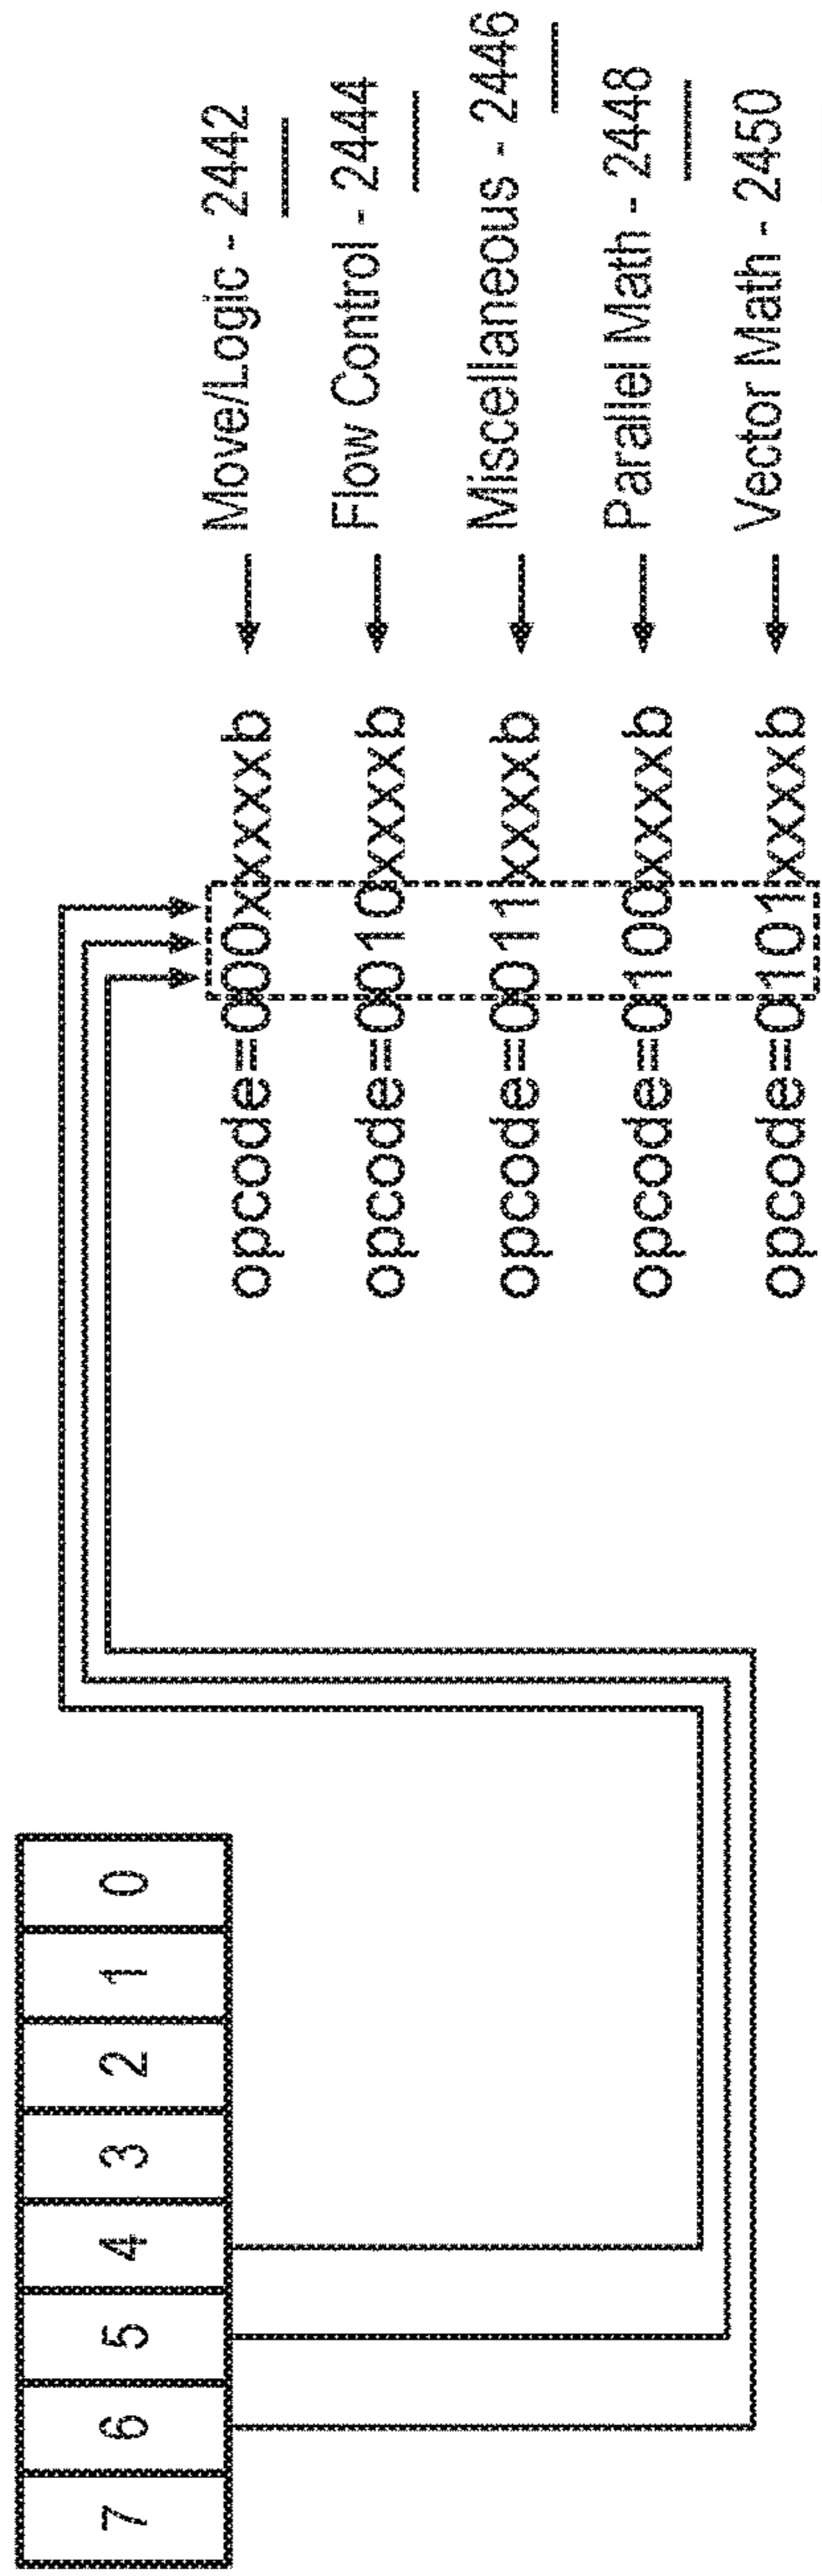 7 6 5 4 3 2 1 0
opcode=000xxxxxb Move/Logic - 2442
opcode=0010xxxxb Flow Control - 2444
opcode=0011xxxxb Miscellaneous - 2446
opcode=0100xxxxb Parallel Math - 2448
opcode=0101xxxxb Vector Math - 2450